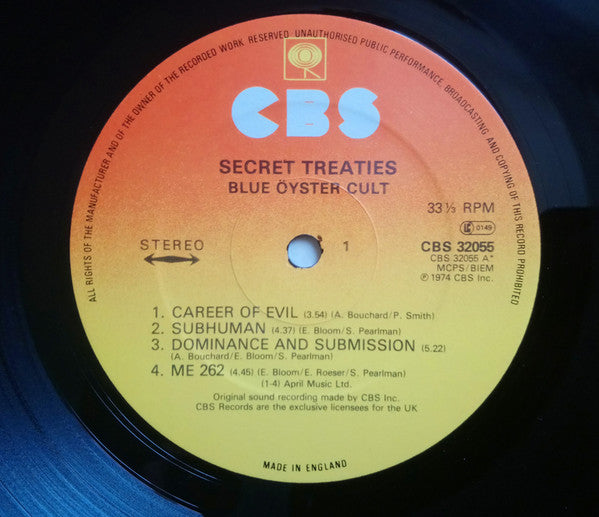 ALL RIGHTS OF THE MANUFACTURER AND OF THE OWNER OF THE RECORDED WORK RESERVED UNAUTHORISED PUBLIC PERFORMANCE, BROADCASTING AND COPYING OF THIS RECORD PROHIBITED
CBS
SECRET TREATIES
BLUE ÖYSTER CULT
33⅓ RPM
LC 0149
STEREO
1
CBS 32055
CBS 32055 A*
MCPS/BIEM
℗ 1974 CBS Inc.
1. CAREER OF EVIL (3.54) (A. Bouchard/P. Smith)
2. SUBHUMAN (4.37) (E. Bloom/S. Pearlman)
3. DOMINANCE AND SUBMISSION (5.22)
(A. Bouchard/E. Bloom/S. Pearlman)
4. ME 262 (4.45) (E. Bloom/E. Roeser/S. Pearlman)
(1-4) April Music Ltd.
Original sound recording made by CBS Inc.
CBS Records are the exclusive licensees for the UK
MADE IN ENGLAND